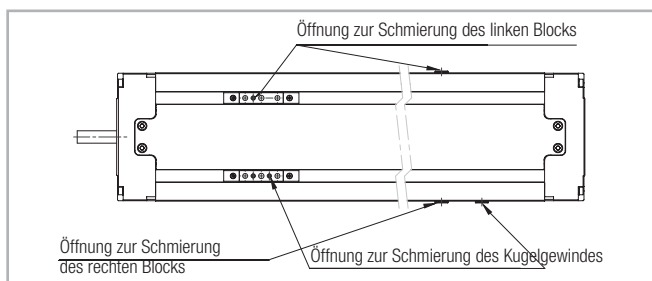 Öffnung zur Schmierung des linken Blocks
Öffnung zur Schmierung
des rechten Blocks
Öffnung zur Schmierung des Kugelgewindes